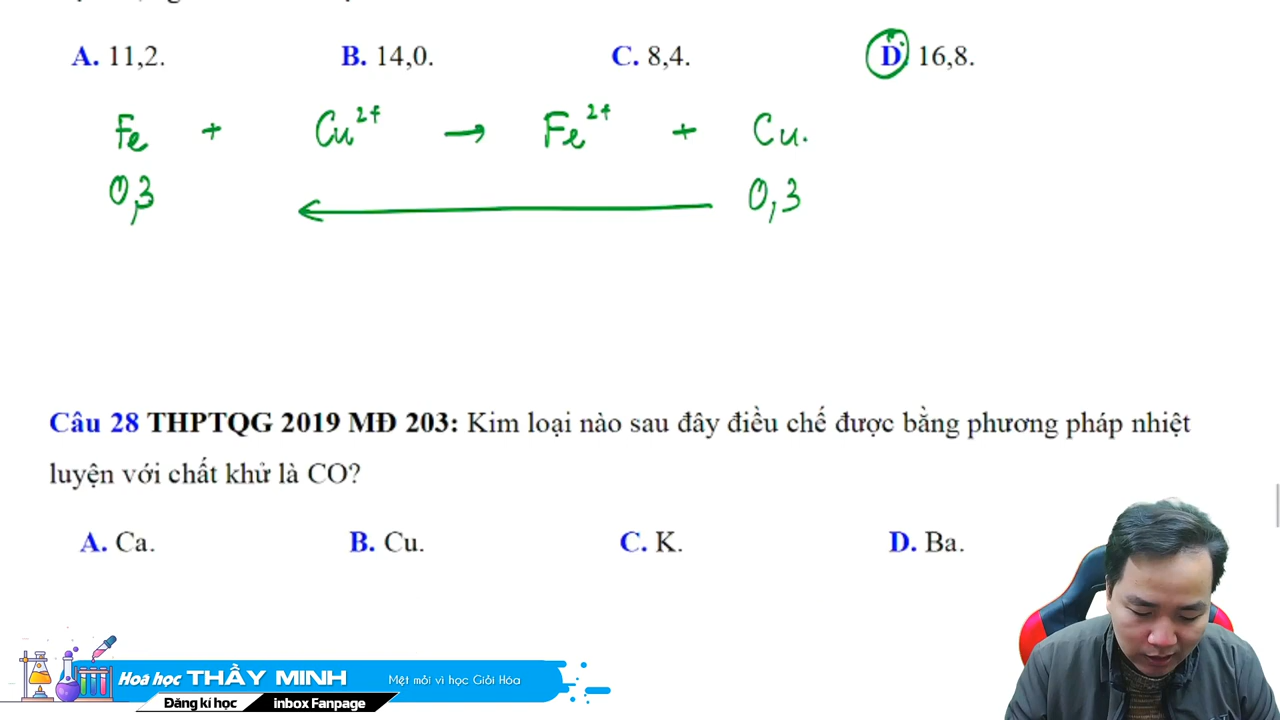 A. 11,2. B. 14,0. C. 8,4. D. 16,8.
Fe + Cu²⁺ → Fe²⁺ + Cu.
0,3 ← 0,3
Câu 28 THPTQG 2019 MĐ 203: Kim loại nào sau đây điều chế được bằng phương pháp nhiệt
luyện với chất khử là CO?
A. Ca. B. Cu. C. K. D. Ba.
Hoá học THẦY MINH Mệt mỏi vì học Giỏi Hóa
Đăng kí học inbox Fanpage